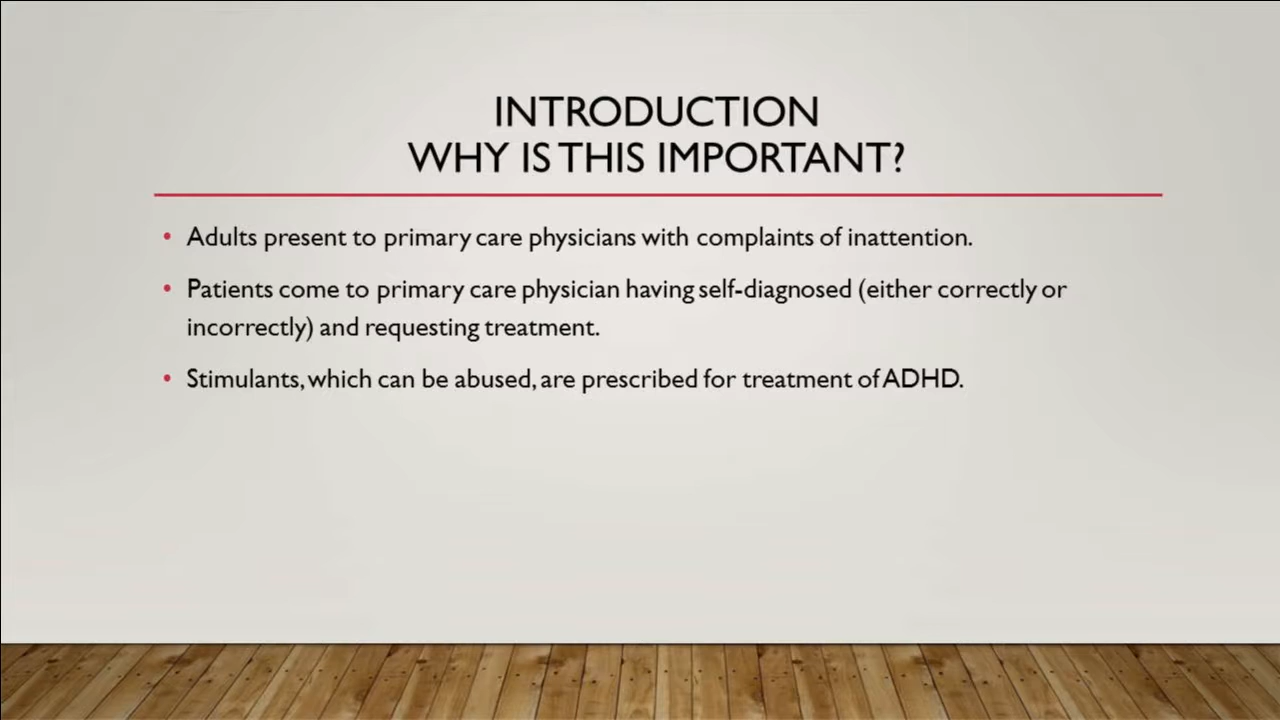 INTRODUCTION
WHY IS THIS IMPORTANT?
• Adults present to primary care physicians with complaints of inattention.
• Patients come to primary care physician having self-diagnosed (either correctly or
incorrectly) and requesting treatment.
• Stimulants, which can be abused, are prescribed for treatment of ADHD.